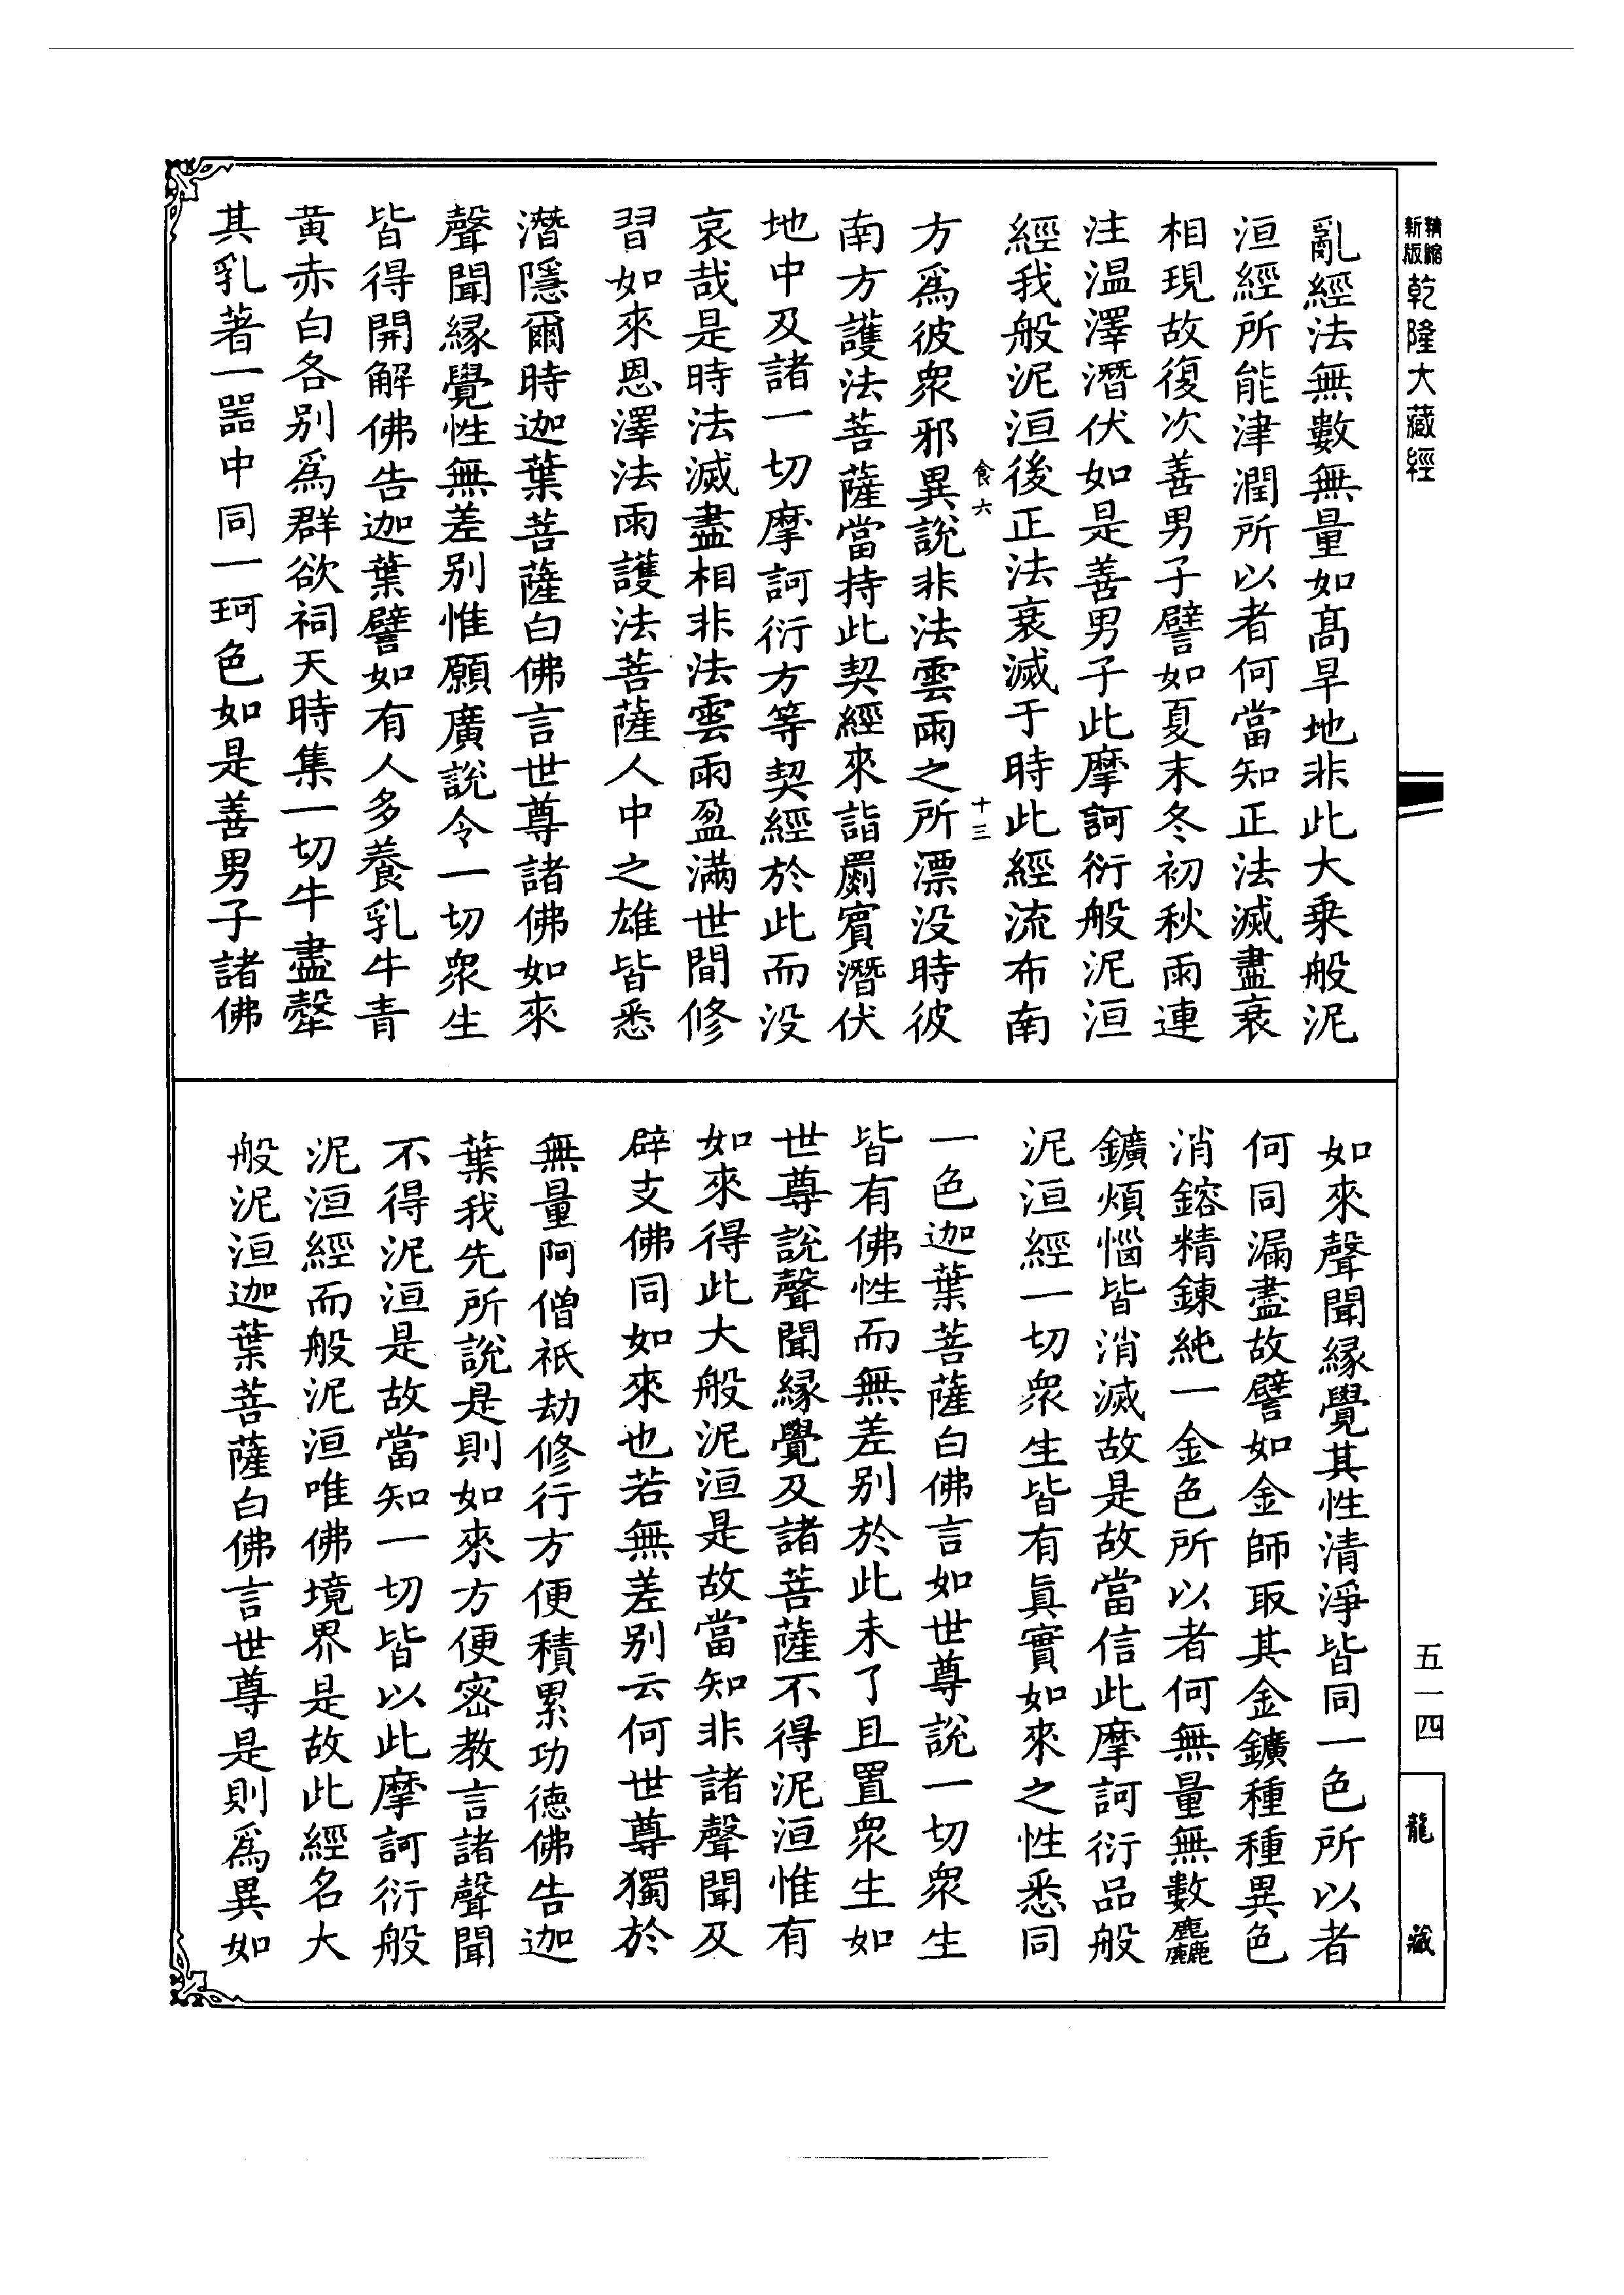 精縮新版 乾隆大藏經
亂經法無數無量如高旱地非此大乗般泥
洹經所能津潤所以者何當知正法滅盡衰
相現故復次善男子譬如夏末冬初秋雨連
注温澤潛伏如是善男子此摩訶衍般泥洹
經我般泥洹後正法衰滅于時此經流布南
食六 十三
方爲彼衆邪異說非法雲雨之所漂没時彼
南方護法菩薩當持此契經來詣罽賓潛伏
地中及諸一切摩訶衍方等契經於此而没
哀哉是時法滅盡相非法雲雨盈滿世間修
習如來恩澤法雨護法菩薩人中之雄皆悉
潛隱爾時迦葉菩薩白佛言世尊諸佛如來
聲聞縁覺性無差别惟願廣說令一切衆生
皆得開解佛告迦葉譬如有人多養乳牛青
黄赤白各别爲群欲祠天時集一切牛盡𤛗
其乳著一器中同一珂色如是善男子諸佛
如來聲聞縁覺其性清淨皆同一色所以者
何同漏盡故譬如金師取其金鑛種種異色
消鎔精鍊純一金色所以者何無量無數麤
鑛煩惱皆消滅故是故當信此摩訶衍品般
泥洹經一切衆生皆有眞實如來之性悉同
一色迦葉菩薩白佛言如世尊說一切衆生
皆有佛性而無差别於此未了且置衆生如
世尊說聲聞縁覺及諸菩薩不得泥洹惟有
如來得此大般泥洹是故當知非諸聲聞及
辟支佛同如來也若無差别云何世尊獨於
無量阿僧祇劫修行方便積累功德佛告迦
葉我先所說是則如來方便密教言諸聲聞
不得泥洹是故當知一切皆以此摩訶衍般
泥洹經而般泥洹唯佛境界是故此經名大
般泥洹迦葉菩薩白佛言世尊是則爲異如
五一四
龍藏